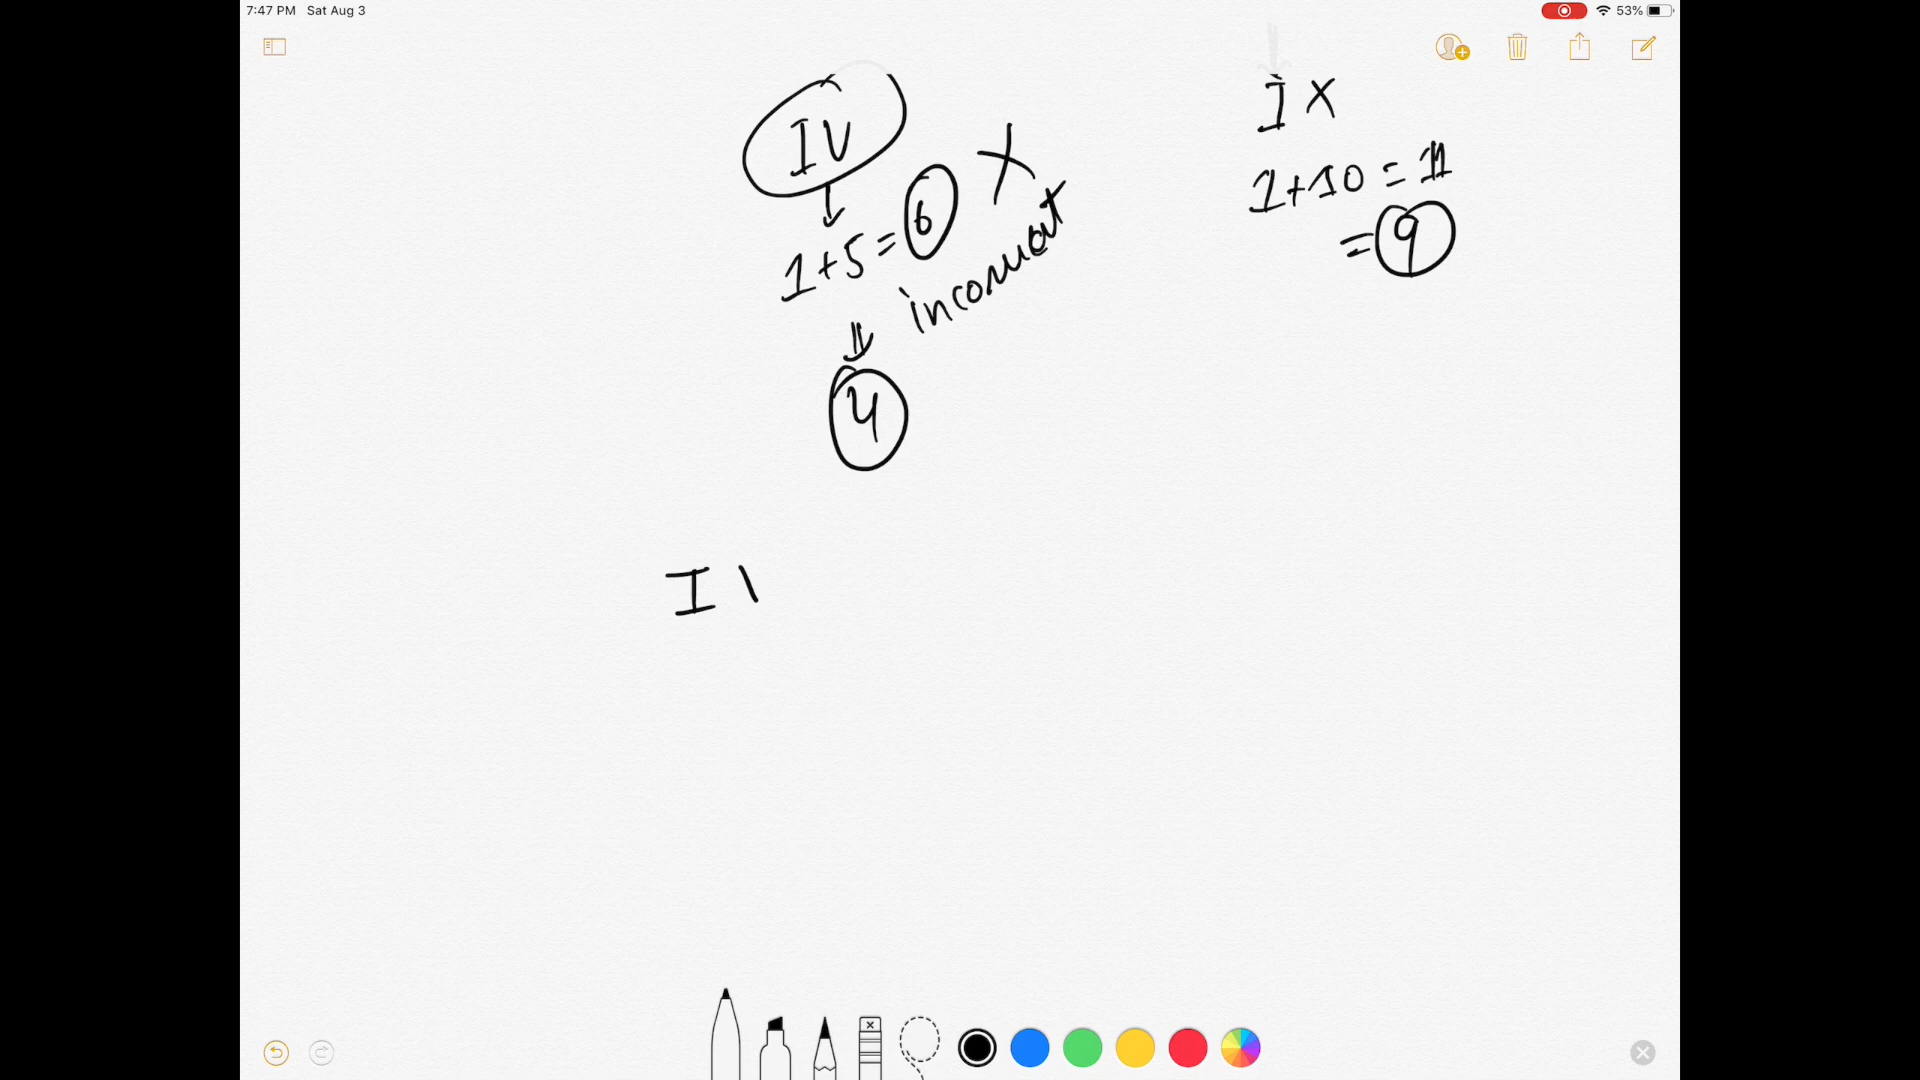 7:47 PM Sat Aug 3
53%
IV
1+5=6 X
incorrect
4
IX
1+10=11
=9
I \